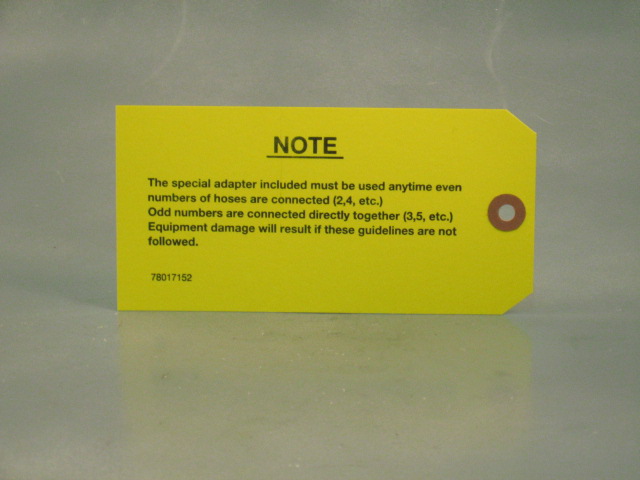 NOTE
The special adapter included must be used anytime even
numbers of hoses are connected (2,4, etc.)
Odd numbers are connected directly together (3,5, etc.)
Equipment damage will result if these guidelines are not
followed.
78017152